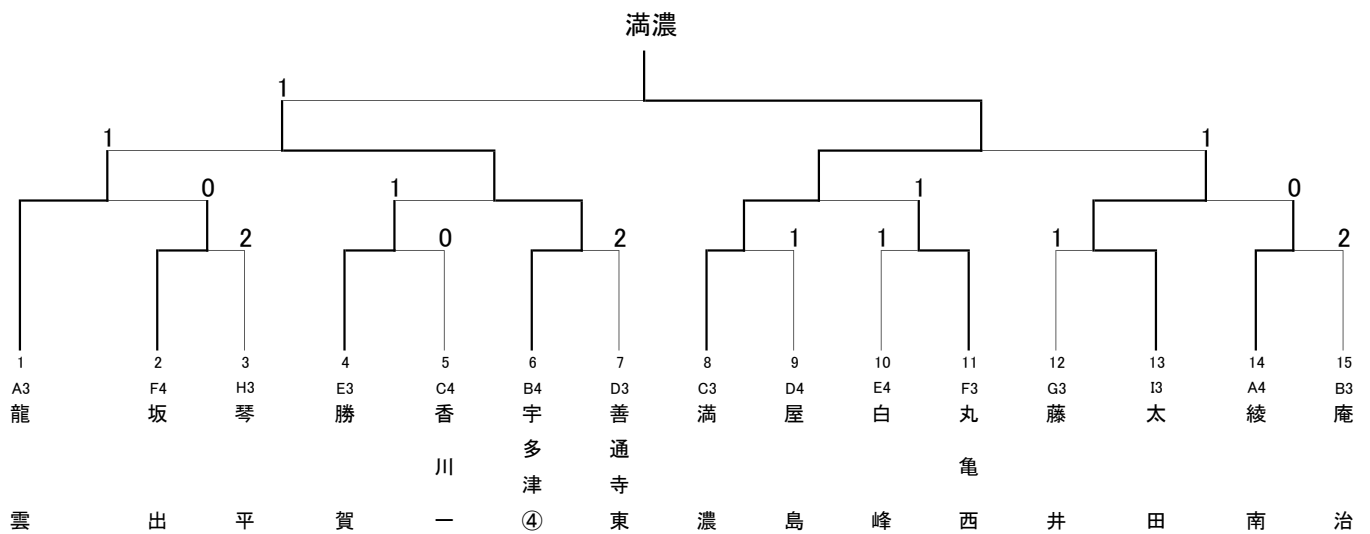 満濃
1
1 1
0 1 1 0
2 0 2 1 1 1 2
1 2 3 4 5 6 7 8 9 10 11 12 13 14 15
A3 F4 H3 E3 C4 B4 D3 C3 D4 E4 F3 G3 I3 A4 B3
龍雲
坂出
琴平
勝賀
香川一
宇多津④
善通寺東
満濃
屋島
白峰
丸亀西
藤井
太田
綾南
庵治